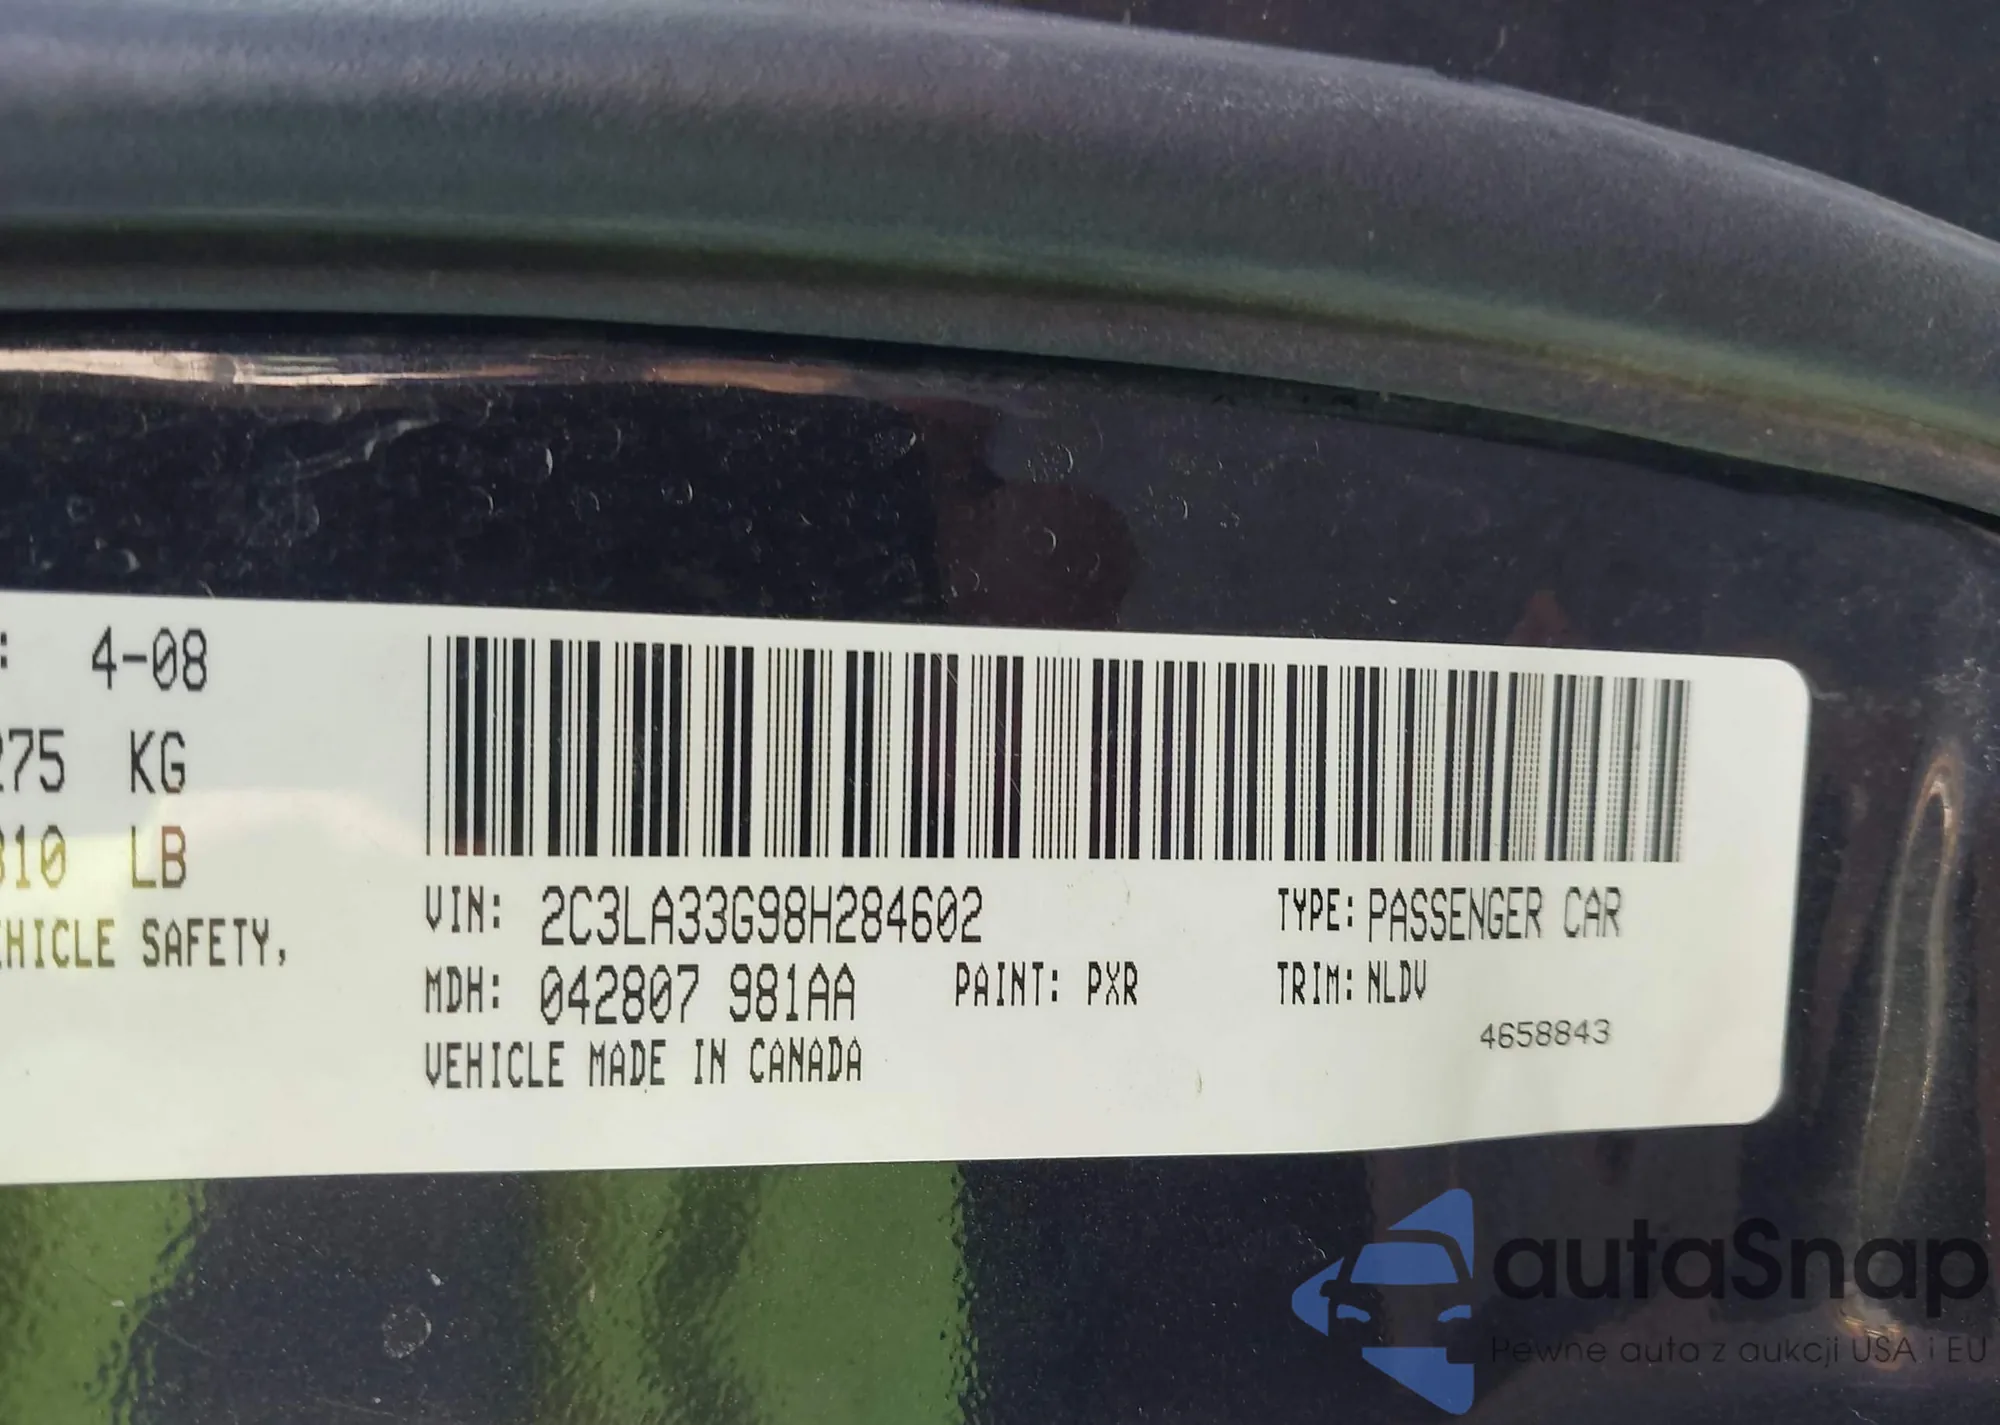 : 4-08
275 KG
310 LB
VEHICLE SAFETY,
VIN: 2C3LA33G98H284602
TYPE: PASSENGER CAR
MDH: 042807 981AA
PAINT: PXR
TRIM: NLDV
VEHICLE MADE IN CANADA
4658843
autaSnap
Pewne auto z aukcji USA i EU